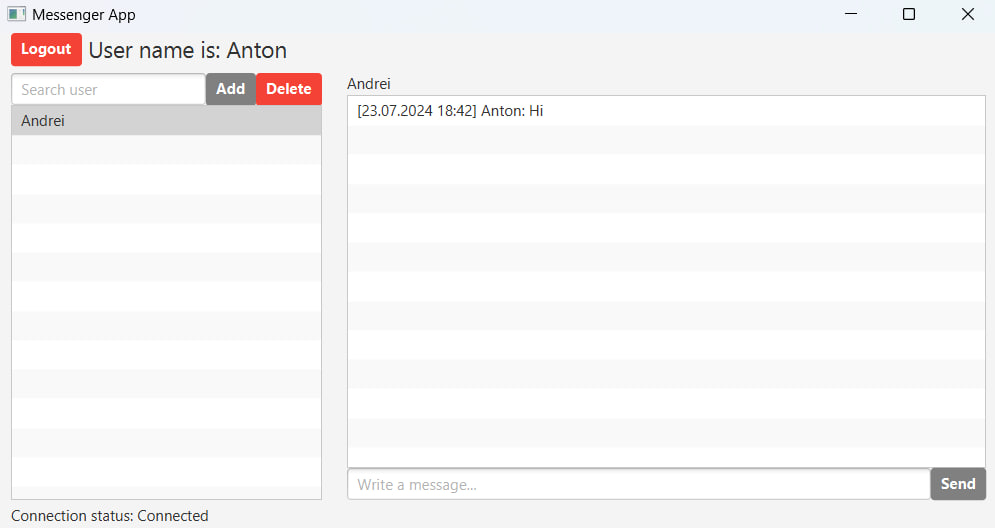 Messenger App
Logout User name is: Anton
Search user Add Delete
Andrei
Andrei
[23.07.2024 18:42] Anton: Hi
Write a message... Send
Connection status: Connected